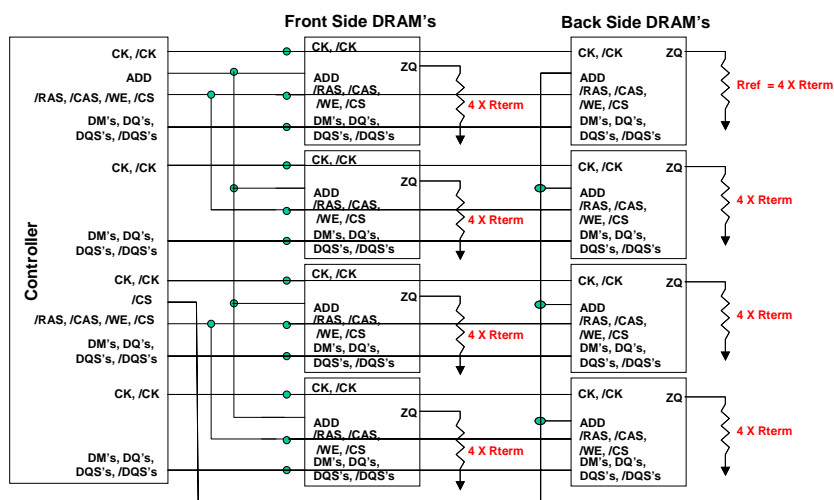 Front Side DRAM's
Back Side DRAM's
Controller
CK, /CK
ADD
/RAS, /CAS, /WE, /CS
DM's, DQ's,
DQS's, /DQS's
CK, /CK
DM's, DQ's,
DQS's, /DQS's
CK, /CK
/CS
/RAS, /CAS, /WE, /CS
DM's, DQ's,
DQS's, /DQS's
CK, /CK
DM's, DQ's,
DQS's, /DQS's
CK, /CK
ZQ
ADD
/RAS, /CAS,
/WE, /CS
DM's, DQ's,
DQS's, /DQS's
4 X Rterm
CK, /CK
ZQ
ADD
/RAS, /CAS,
/WE, /CS
DM's, DQ's,
DQS's, /DQS's
4 X Rterm
CK, /CK
ZQ
ADD
/RAS, /CAS,
/WE, /CS
DM's, DQ's,
DQS's, /DQS's
4 X Rterm
CK, /CK
ZQ
ADD
/RAS, /CAS,
/WE, /CS
DM's, DQ's,
DQS's, /DQS's
4 X Rterm
CK, /CK
ZQ
ADD
/RAS, /CAS,
/WE, /CS
DM's, DQ's,
DQS's, /DQS's
Rref = 4 X Rterm
CK, /CK
ZQ
ADD
/RAS, /CAS,
/WE, /CS
DM's, DQ's,
DQS's, /DQS's
4 X Rterm
CK, /CK
ZQ
ADD
/RAS, /CAS,
/WE, /CS
DM's, DQ's,
DQS's, /DQS's
4 X Rterm
CK, /CK
ZQ
ADD
/RAS, /CAS,
/WE, /CS
DM's, DQ's,
DQS's, /DQS's
4 X Rterm